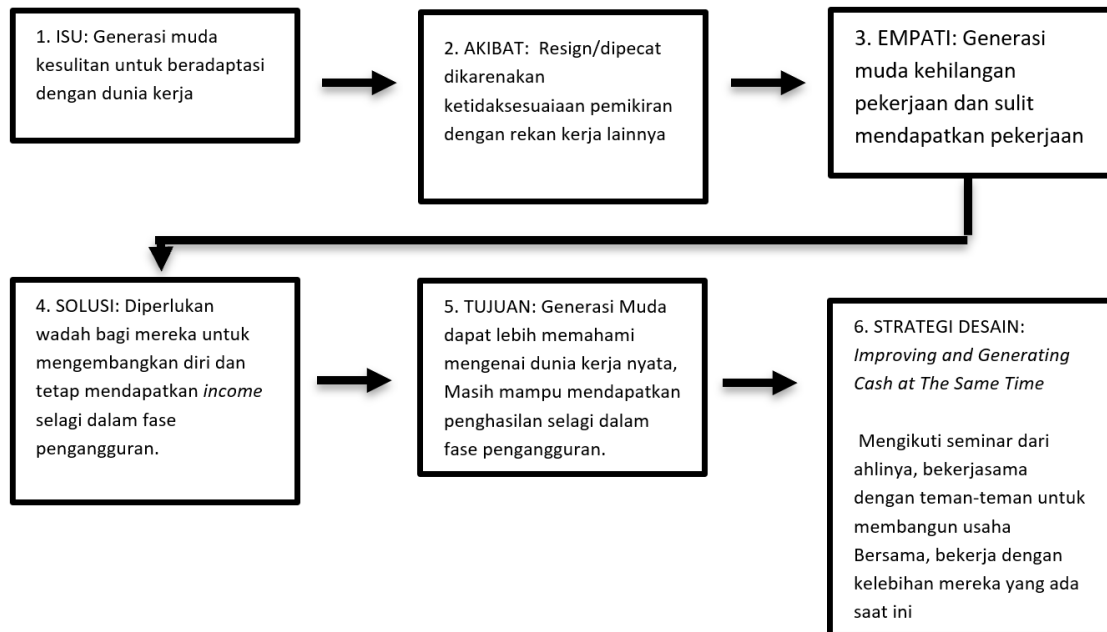 1. ISU: Generasi muda
kesulitan untuk beradaptasi
dengan dunia kerja
2. AKIBAT:  Resign/dipecat
dikarenakan
ketidaksesuaiaan pemikiran
dengan rekan kerja lainnya
3. EMPATI: Generasi
muda kehilangan
pekerjaan dan sulit
mendapatkan pekerjaan
4. SOLUSI: Diperlukan
wadah bagi mereka untuk
mengembangkan diri dan
tetap mendapatkan income
selagi dalam fase
pengangguran.
5. TUJUAN: Generasi Muda
dapat lebih memahami
mengenai dunia kerja nyata,
Masih mampu mendapatkan
penghasilan selagi dalam
fase pengangguran.
6. STRATEGI DESAIN:
Improving and Generating
Cash at The Same Time
Mengikuti seminar dari
ahlinya, bekerjasama
dengan teman-teman untuk
membangun usaha
Bersama, bekerja dengan
kelebihan mereka yang ada
saat ini